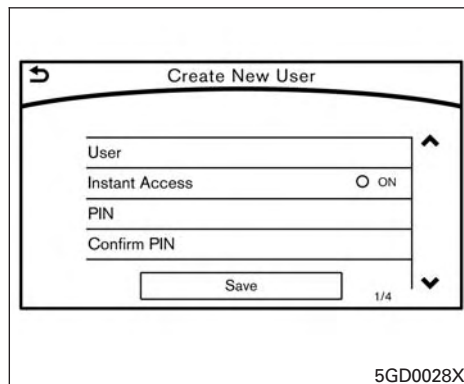 Create New User
User
Instant Access ON
PIN
Confirm PIN
Save
1/4
5GD0028X